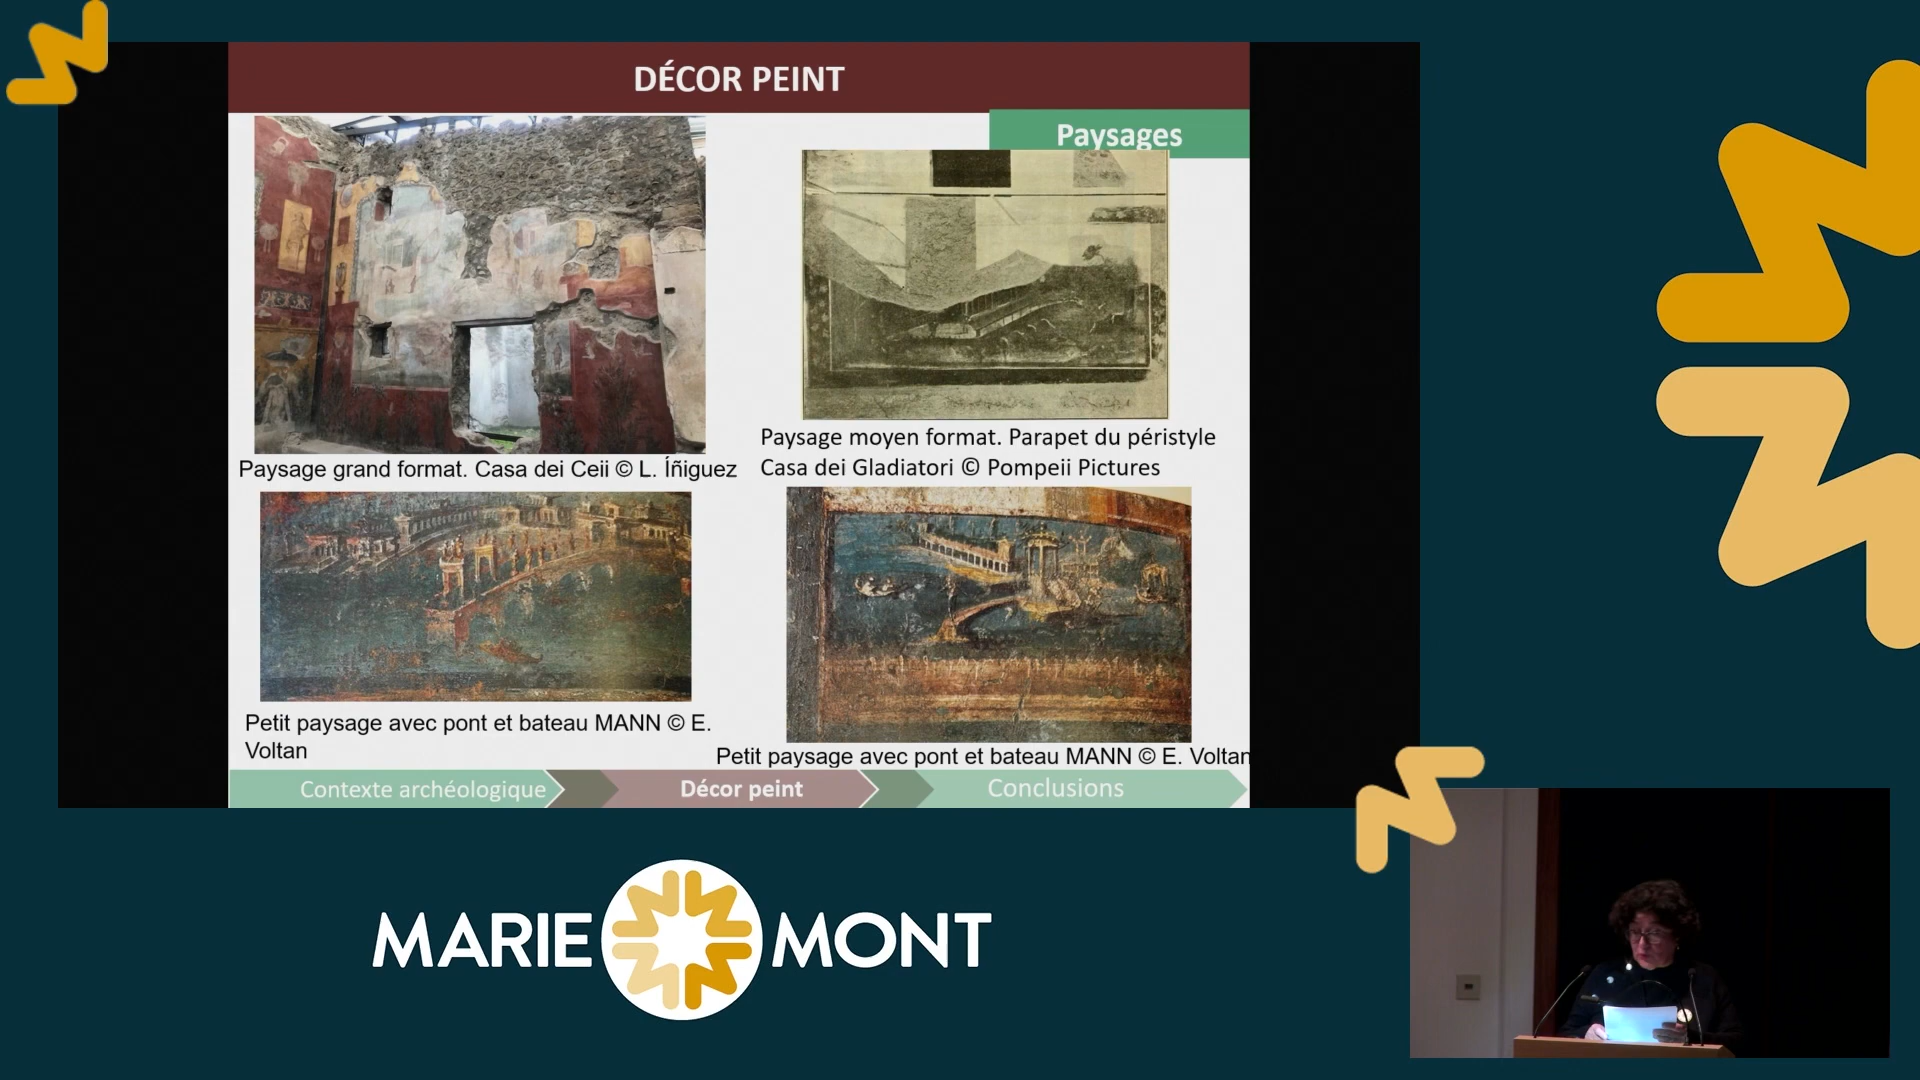 DÉCOR PEINT
Paysages
Paysage grand format. Casa dei Ceii © L. Íñiguez
Paysage moyen format. Parapet du péristyle
Casa dei Gladiatori © Pompeii Pictures
Petit paysage avec pont et bateau MANN © E.
Voltan
Petit paysage avec pont et bateau MANN © E. Voltan
Contexte archéologique
Décor peint
Conclusions
MARIEMONT